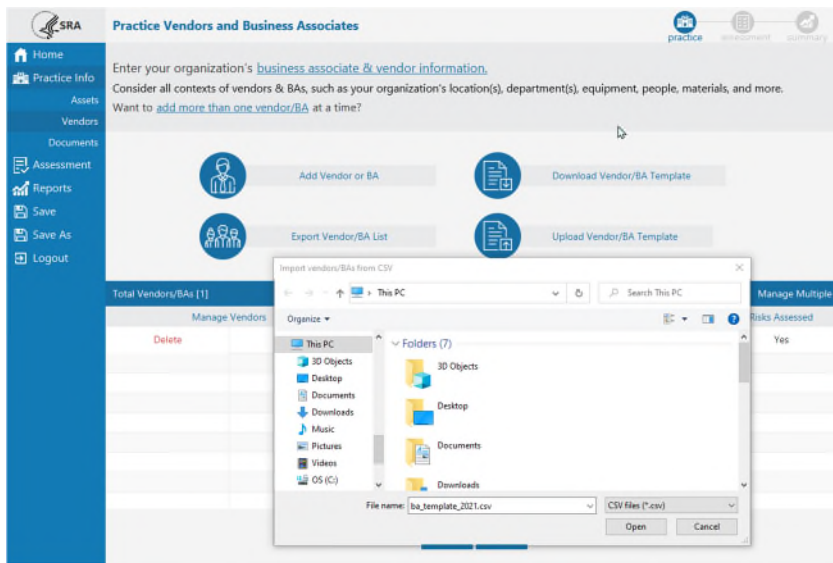 SRA
Practice Vendors and Business Associates
practice
assessment
summary
Home
Practice Info
Assets
Vendors
Documents
Assessment
Reports
Save
Save As
Logout
Enter your organization's business associate & vendor information.
Consider all contexts of vendors & BAs, such as your organization's location(s), department(s), equipment, people, materials, and more.
Want to add more than one vendor/BA at a time?
Add Vendor or BA
Download Vendor/BA Template
Export Vendor/BA List
Upload Vendor/BA Template
Total Vendors/BAs [1]
Manage Multiple
Manage Vendors
Risks Assessed
Delete
Yes
Import vendors/BAs from CSV
This PC
Search This PC
Organize
This PC
3D Objects
Desktop
Documents
Downloads
Music
Pictures
Videos
OS (C:)
Folders (7)
3D Objects
Desktop
Documents
Downloads
File name: ba_template_2021.csv
CSV files (*.csv)
Open
Cancel